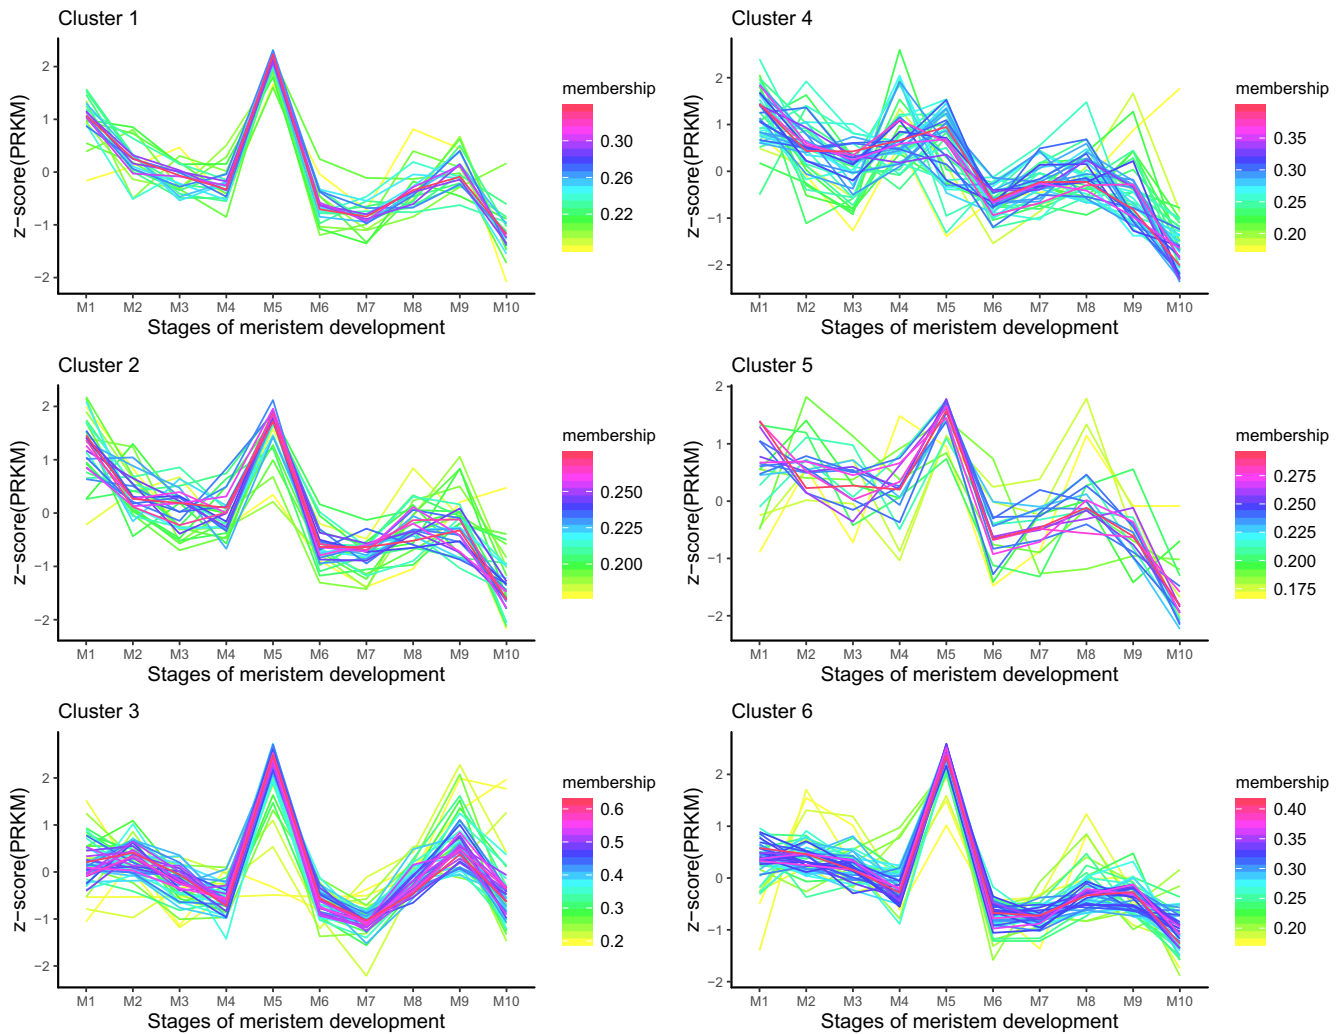 Cluster 1
z-score(PRKM)
2
1
0
−1
−2
M1 M2 M3 M4 M5 M6 M7 M8 M9 M10
Stages of meristem development
membership
0.30
0.26
0.22
Cluster 4
z-score(PRKM)
2
1
0
−1
−2
M1 M2 M3 M4 M5 M6 M7 M8 M9 M10
Stages of meristem development
membership
0.35
0.30
0.25
0.20
Cluster 2
z-score(PRKM)
2
1
0
−1
−2
M1 M2 M3 M4 M5 M6 M7 M8 M9 M10
Stages of meristem development
membership
0.250
0.225
0.200
Cluster 5
z-score(PRKM)
2
1
0
−1
−2
M1 M2 M3 M4 M5 M6 M7 M8 M9 M10
Stages of meristem development
membership
0.275
0.250
0.225
0.200
0.175
Cluster 3
z-score(PRKM)
2
1
0
−1
−2
M1 M2 M3 M4 M5 M6 M7 M8 M9 M10
Stages of meristem development
membership
0.6
0.5
0.4
0.3
0.2
Cluster 6
z-score(PRKM)
2
1
0
−1
−2
M1 M2 M3 M4 M5 M6 M7 M8 M9 M10
Stages of meristem development
membership
0.40
0.35
0.30
0.25
0.20